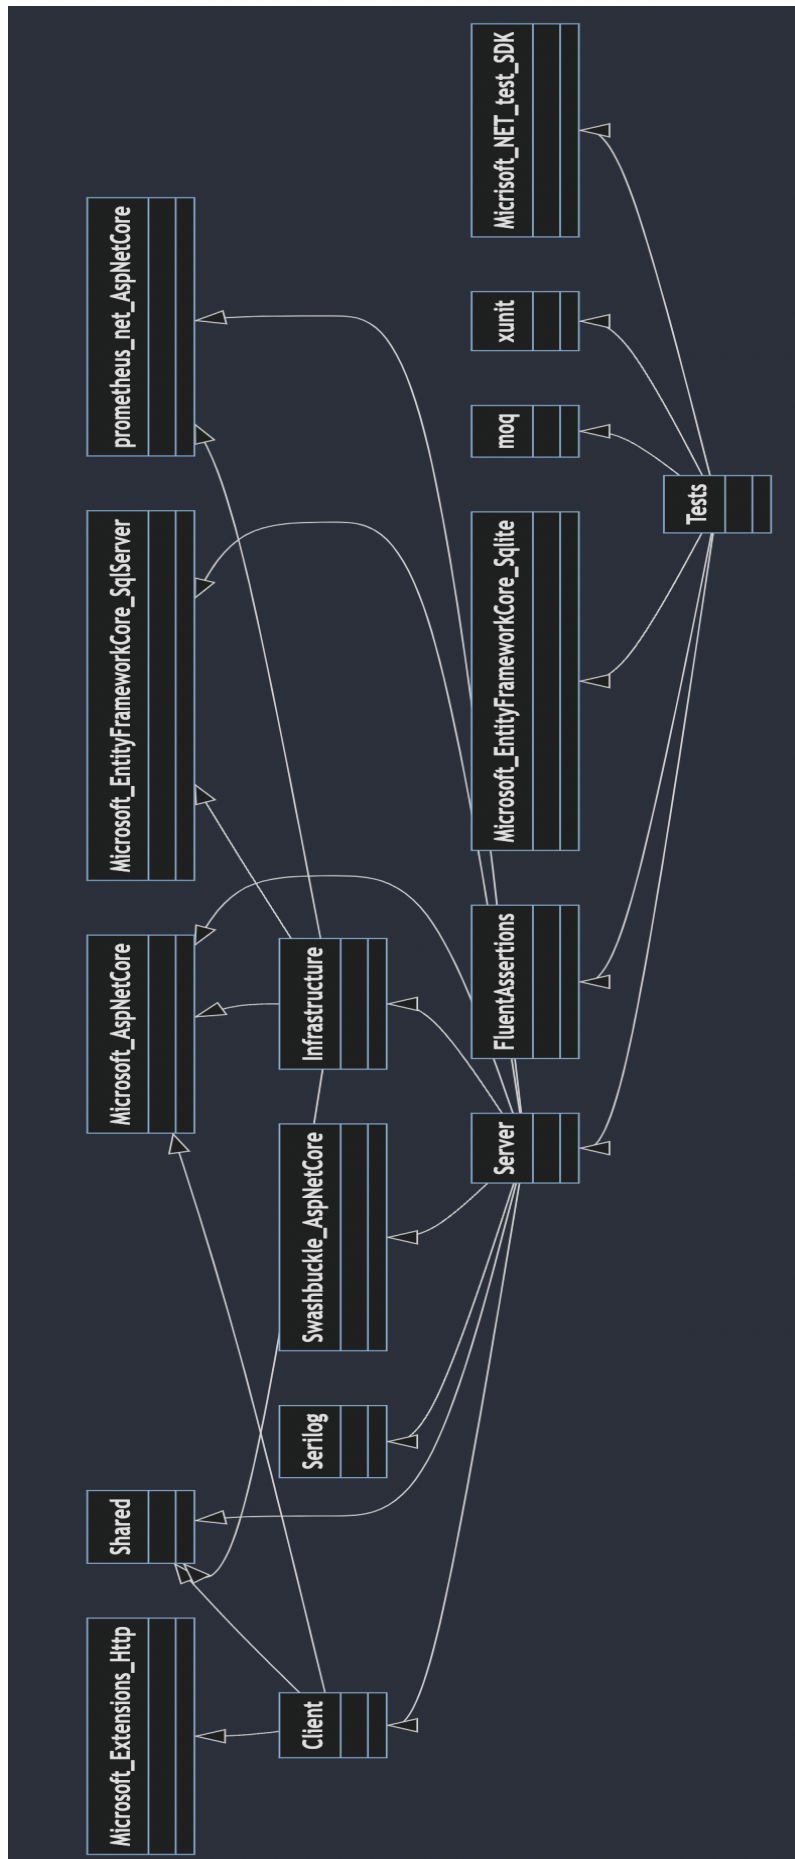 Microsoft_Extensions_Http
Shared
Microsoft_AspNetCore
Microsoft_EntityFrameworkCore_SqlServer
prometheus_net_AspNetCore
Client
Serilog
Swashbuckle_AspNetCore
Infrastructure
Server
FluentAssertions
Microsoft_EntityFrameworkCore_Sqlite
moq
xunit
Micrisoft_NET_test_SDK
Tests